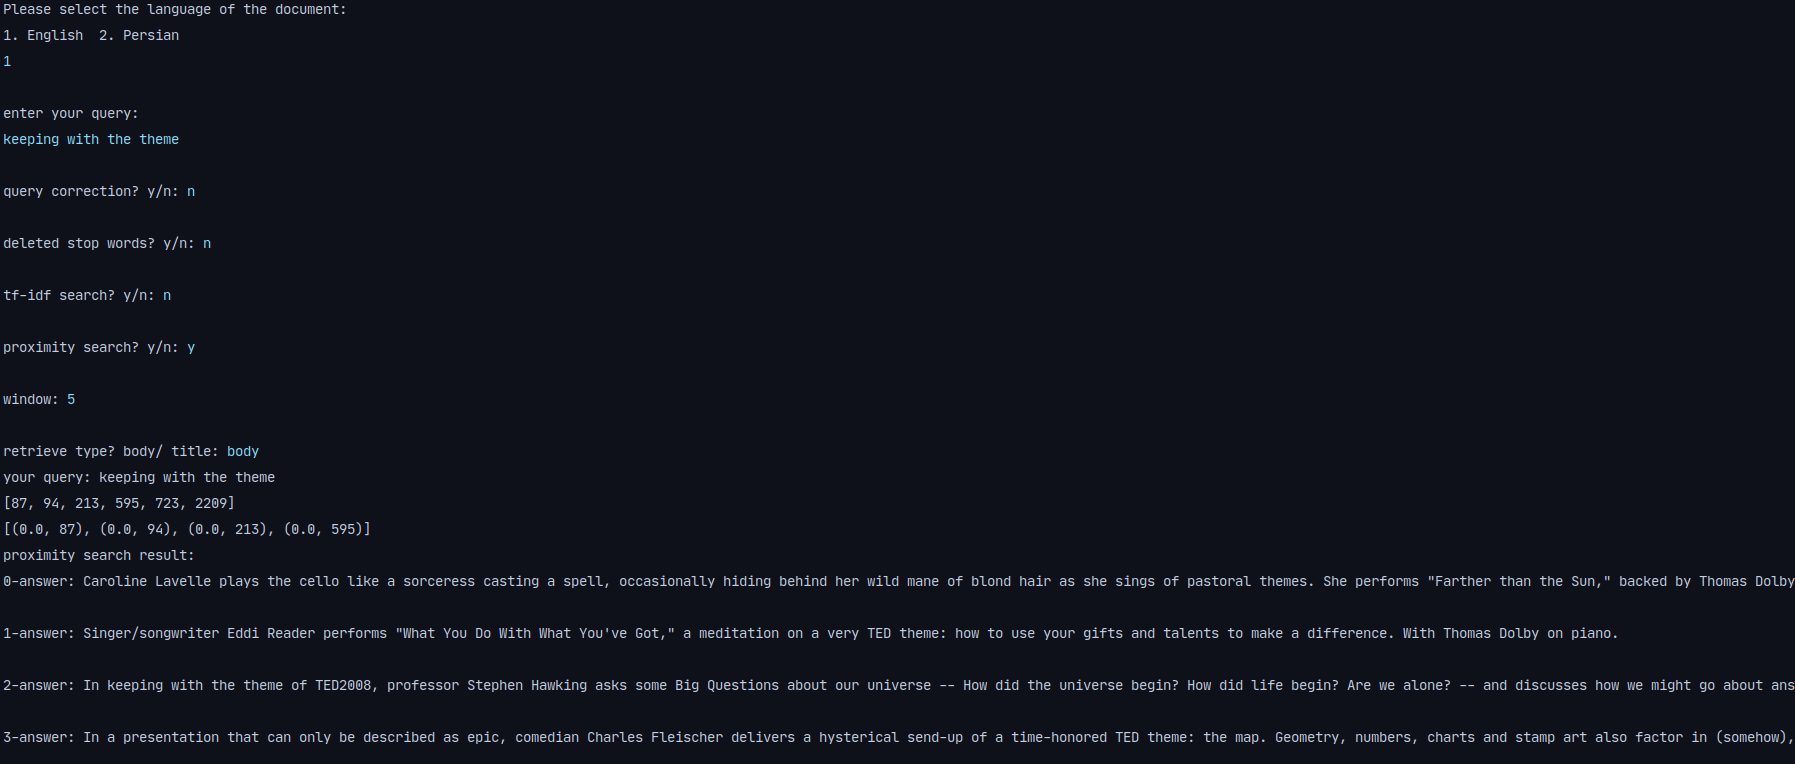 Please select the language of the document:
1. English  2. Persian
1
enter your query:
keeping with the theme
query correction? y/n: n
deleted stop words? y/n: n
tf-idf search? y/n: n
proximity search? y/n: y
window: 5
retrieve type? body/ title: body
your query: keeping with the theme
[87, 94, 213, 595, 723, 2209]
[(0.0, 87), (0.0, 94), (0.0, 213), (0.0, 595)]
proximity search result:
0-answer: Caroline Lavelle plays the cello like a sorceress casting a spell, occasionally hiding behind her wild mane of blond hair as she sings of pastoral themes. She performs "Farther than the Sun," backed by Thomas Dolby
1-answer: Singer/songwriter Eddi Reader performs "What You Do With What You've Got," a meditation on a very TED theme: how to use your gifts and talents to make a difference. With Thomas Dolby on piano.
2-answer: In keeping with the theme of TED2008, professor Stephen Hawking asks some Big Questions about our universe -- How did the universe begin? How did life begin? Are we alone? -- and discusses how we might go about ans
3-answer: In a presentation that can only be described as epic, comedian Charles Fleischer delivers a hysterical send-up of a time-honored TED theme: the map. Geometry, numbers, charts and stamp art also factor in (somehow),